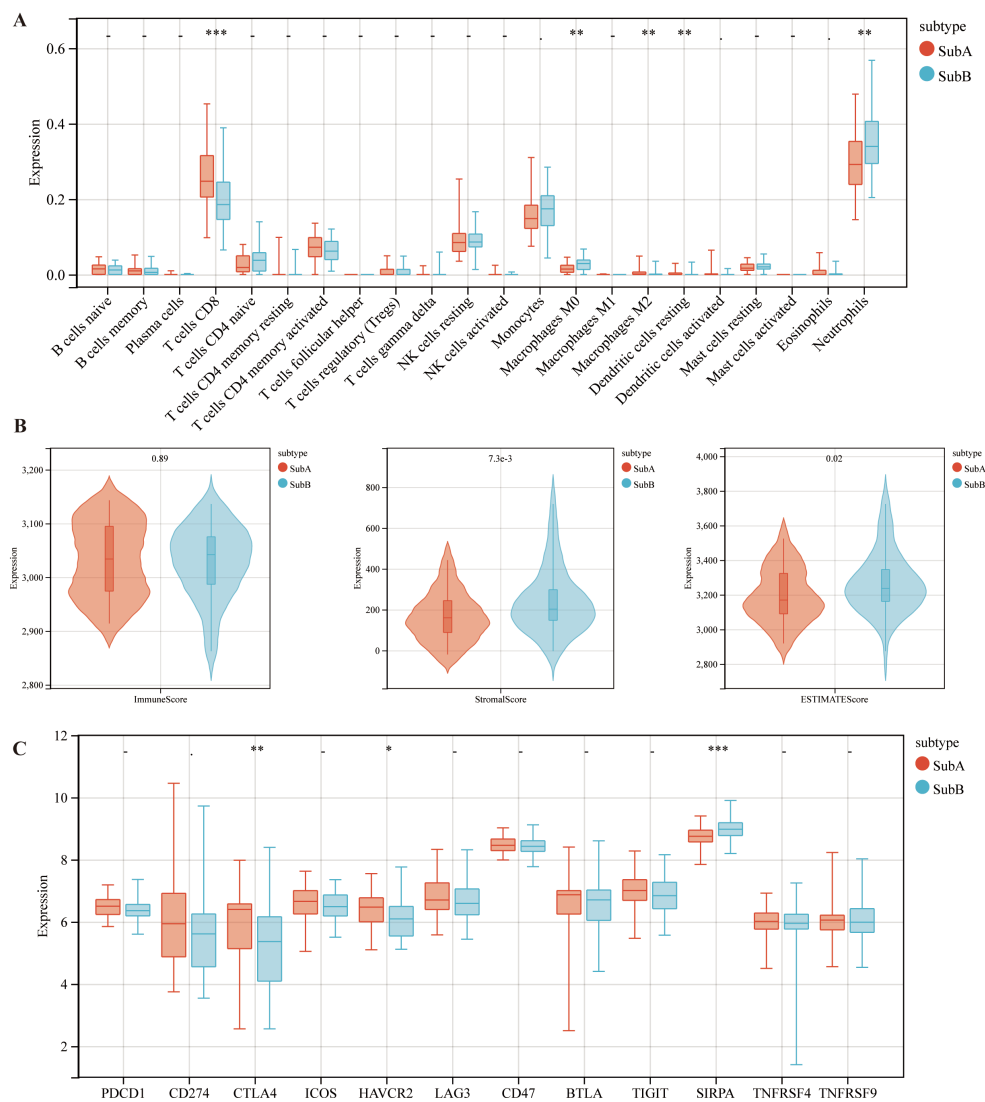 A
subtype
SubA
SubB
- - - *** - - - - - - - - . ** - ** ** . - - . **
Expression
0.6
0.4
0.2
0.0
B cells naive
B cells memory
Plasma cells
T cells CD8
T cells CD4 naive
T cells CD4 memory resting
T cells CD4 memory activated
T cells follicular helper
T cells regulatory (Tregs)
T cells gamma delta
NK cells resting
NK cells activated
Monocytes
Macrophages M0
Macrophages M1
Macrophages M2
Dendritic cells resting
Dendritic cells activated
Mast cells resting
Mast cells activated
Eosinophils
Neutrophils
B
0.89
subtype
SubA
SubB
Expression
3,200
3,100
3,000
2,900
2,800
ImmuneScore
7.3e-3
subtype
SubA
SubB
Expression
800
600
400
200
0
StromalScore
0.02
subtype
SubA
SubB
Expression
4,000
3,800
3,600
3,400
3,200
3,000
2,800
ESTIMATEScore
C
subtype
SubA
SubB
- . ** - * - - - - *** - -
Expression
12
10
8
6
4
2
PDCD1
CD274
CTLA4
ICOS
HAVCR2
LAG3
CD47
BTLA
TIGIT
SIRPA
TNFRSF4
TNFRSF9